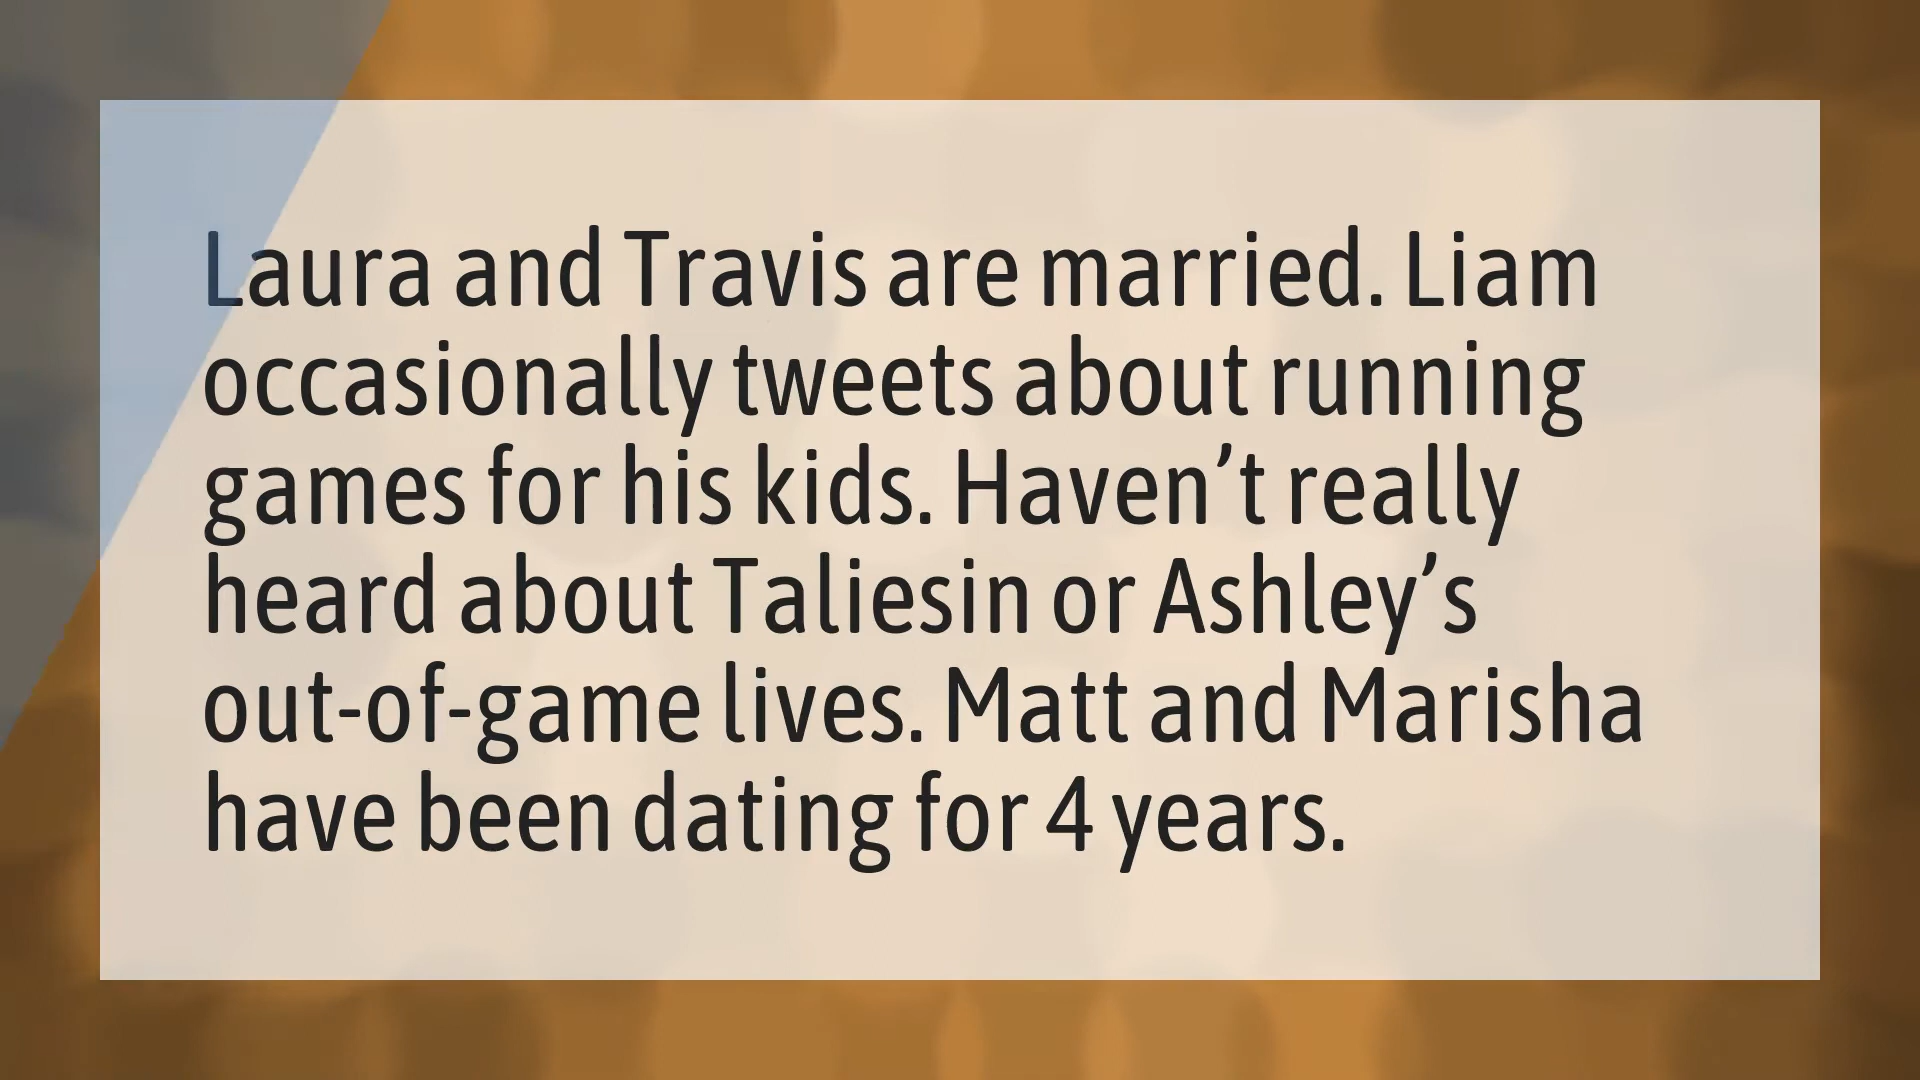 Laura and Travis are married. Liam
occasionally tweets about running
games for his kids. Haven’t really
heard about Taliesin or Ashley’s
out-of-game lives. Matt and Marisha
have been dating for 4 years.